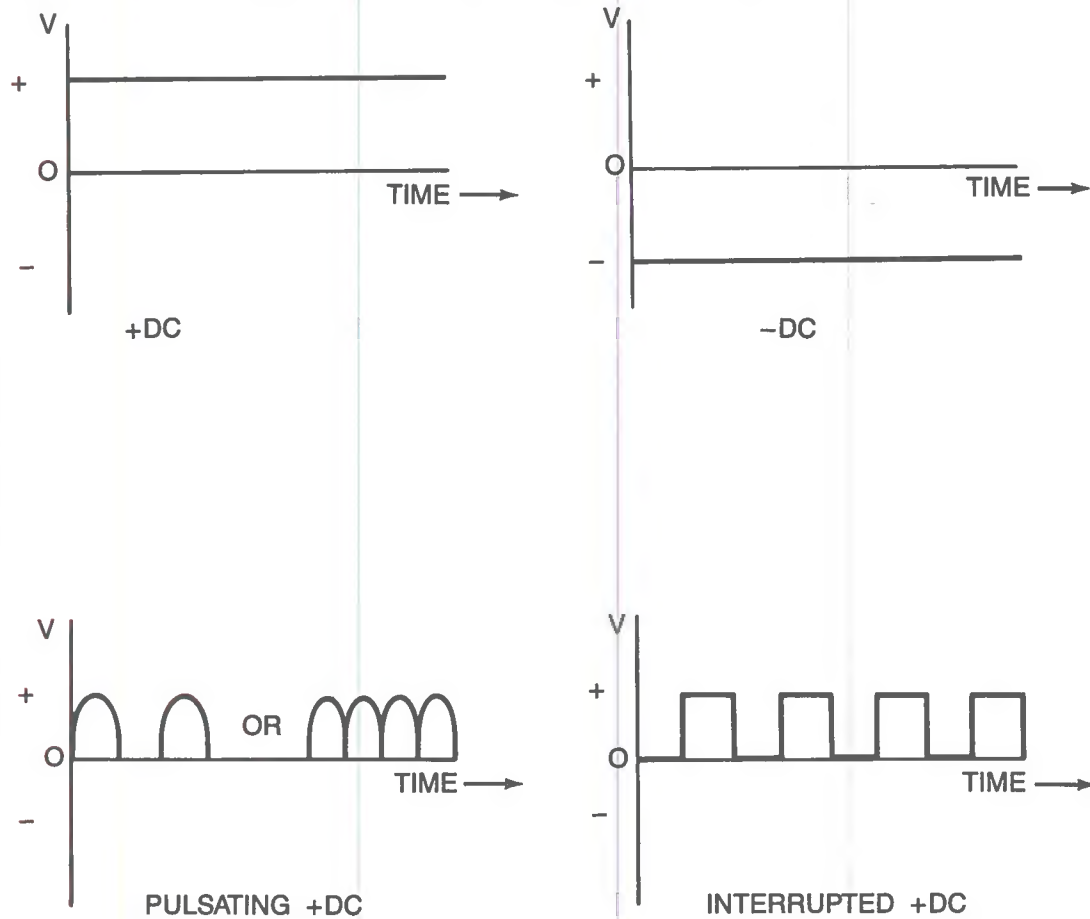 V
+
O
TIME →
−
+DC
V
+
O
TIME →
−
−DC
V
+
OR
O
TIME →
−
PULSATING +DC
V
+
O
TIME →
−
INTERRUPTED +DC